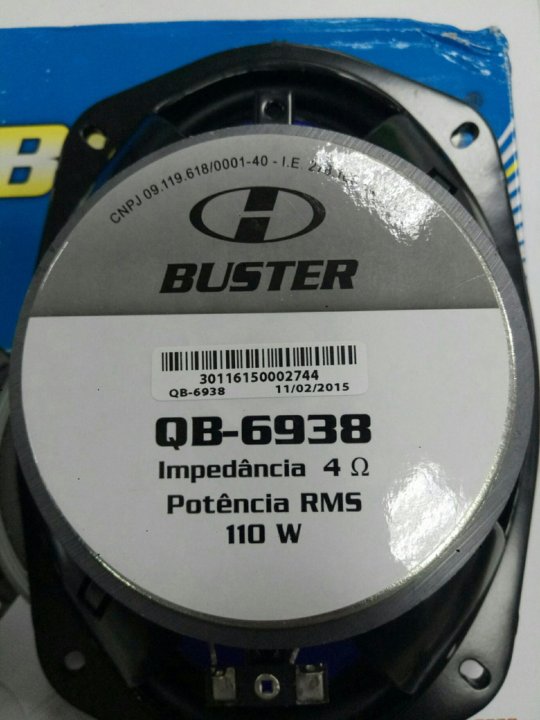 B
CNPJ 09.119.618/0001-40 - I.E.
BUSTER
30116150002744
QB-6938 11/02/2015
QB-6938
Impedância 4 Ω
Potência RMS
110 W